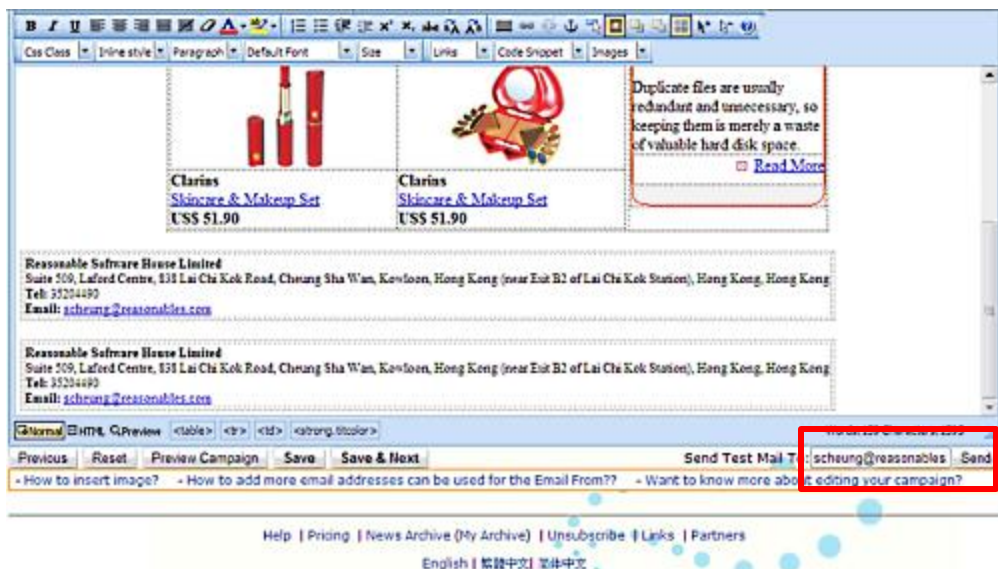 B I U
Css Class Inline style Paragraph Default Font Size Links Code Snippet Images
Duplicate files are usually
redundant and unnecessary, so
keeping them is merely a waste
of valuable hard disk space.
Read More
Clarins Clarins
Skincare & Makeup Set Skincare & Makeup Set
US$ 51.90 US$ 51.90
Reasonable Software House Limited
Suite 509, Laford Centre, 838 Lai Chi Kok Road, Cheung Sha Wan, Kowloon, Hong Kong (near Exit B2 of Lai Chi Kok Station), Hong Kong, Hong Kong
Tel: 35204490
Email: scheung@reasonables.com
Reasonable Software House Limited
Suite 509, Laford Centre, 838 Lai Chi Kok Road, Cheung Sha Wan, Kowloon, Hong Kong (near Exit B2 of Lai Chi Kok Station), Hong Kong, Hong Kong
Tel: 35204490
Email: scheung@reasonables.com
Normal HTML Preview <table> <tr> <td> <strong.titcolor>
Previous Reset Preview Campaign Save Save & Next Send Test Mail T : scheung@reasonables Send
- How to insert image? - How to add more email addresses can be used for the Email From?? - Want to know more about editing your campaign?
Help | Pricing | News Archive (My Archive) | Unsubscribe | Links | Partners
English | 繁體中文 | 简体中文